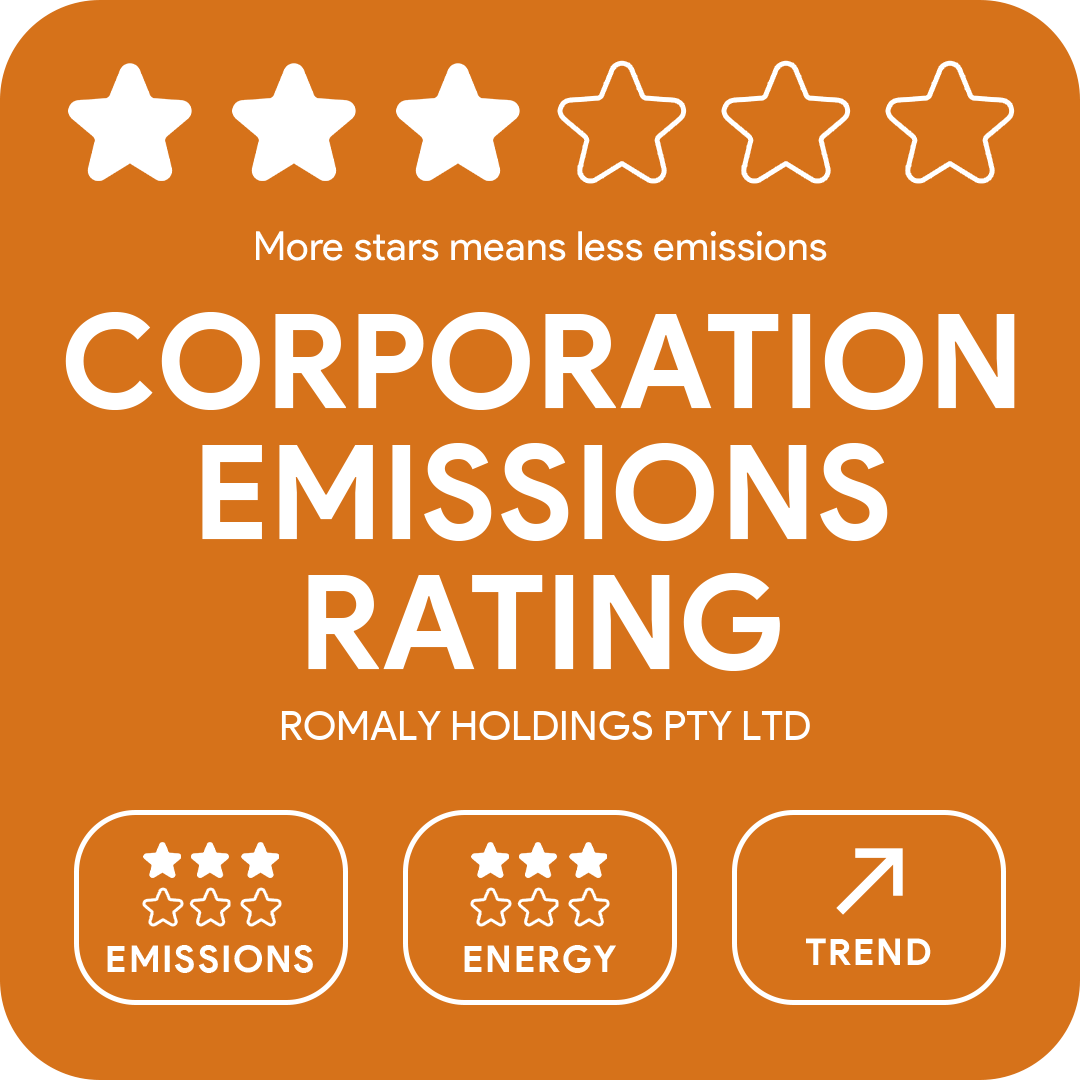 More stars means less emissions
CORPORATION
EMISSIONS
RATING
ROMALY HOLDINGS PTY LTD
EMISSIONS
ENERGY
TREND